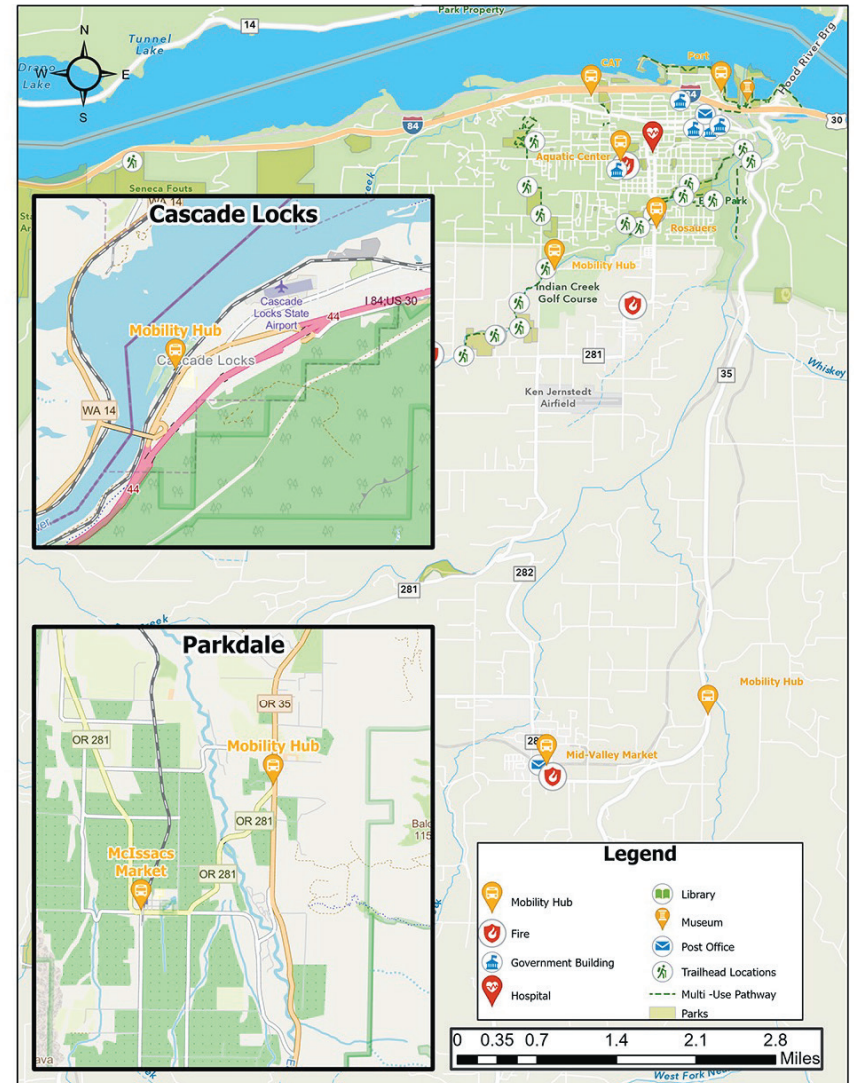 Park Property
14
Tunnel
Lake
Drano
Lake
N
W E
S
Hood River Brg
CAT
Port
84
30
84
Aquatic Center
Seneca Fouts
Park
Rosauers
Mobility Hub
Indian Creek
Golf Course
281
35
Whiskey
Ken Jernstedt
Airfield
Cascade Locks
WA 14
Cascade
Locks State
Airport
I 84;US 30
44
Mobility Hub
Cascade Locks
WA 14
44
282
281
Creek
Parkdale
OR 35
Mobility Hub
OR 281
Mobility Hub
OR 281
Mid-Valley Market
McIssacs
Market
OR 281
Legend
Mobility Hub
Library
Fire
Museum
Government Building
Post Office
Hospital
Trailhead Locations
Multi -Use Pathway
Parks
0 0.35 0.7 1.4 2.1 2.8
Miles
West Fork